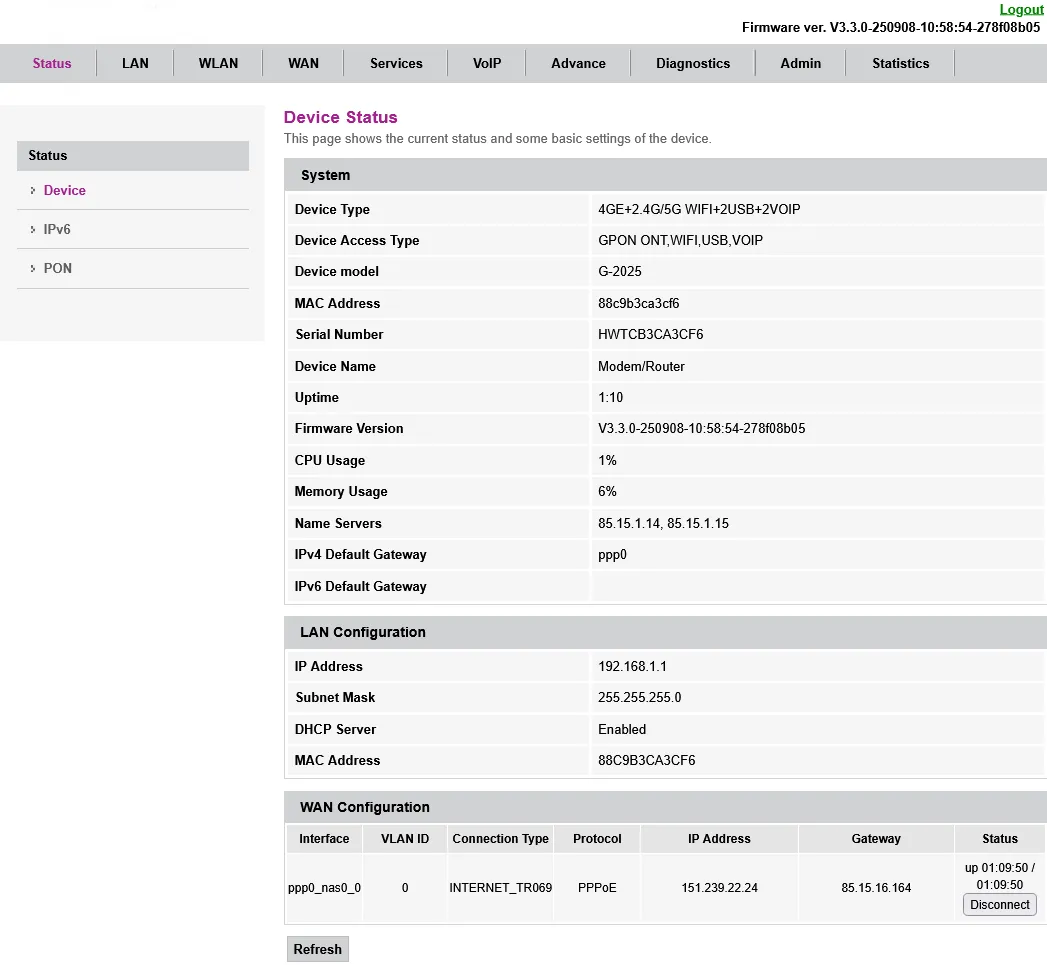 Logout
Firmware ver. V3.3.0-250908-10:58:54-278f08b05
Status LAN WLAN WAN Services VoIP Advance Diagnostics Admin Statistics
Status
Device
IPv6
PON
Device Status
This page shows the current status and some basic settings of the device.
System
Device Type 4GE+2.4G/5G WIFI+2USB+2VOIP
Device Access Type GPON ONT,WIFI,USB,VOIP
Device model G-2025
MAC Address 88c9b3ca3cf6
Serial Number HWTCB3CA3CF6
Device Name Modem/Router
Uptime 1:10
Firmware Version V3.3.0-250908-10:58:54-278f08b05
CPU Usage 1%
Memory Usage 6%
Name Servers 85.15.1.14, 85.15.1.15
IPv4 Default Gateway ppp0
IPv6 Default Gateway
LAN Configuration
IP Address 192.168.1.1
Subnet Mask 255.255.255.0
DHCP Server Enabled
MAC Address 88C9B3CA3CF6
WAN Configuration
Interface VLAN ID Connection Type Protocol IP Address Gateway Status
ppp0_nas0_0 0 INTERNET_TR069 PPPoE 151.239.22.24 85.15.16.164 up 01:09:50 /
01:09:50
Disconnect
Refresh